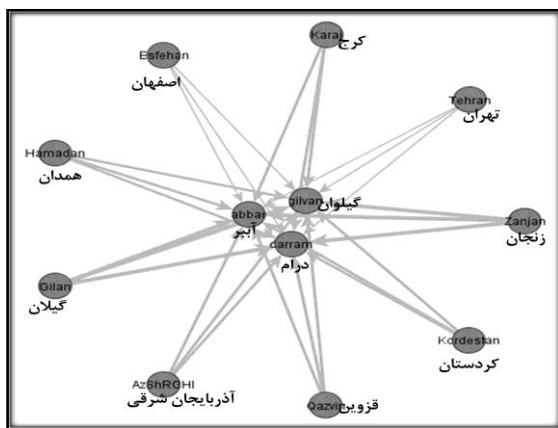 Karaj
کرج
Esfehan
اصفهان
Tehran
تهران
Hamadan
همدان
gilvan
گیلوان
abbar
آببر
Zanjan
زنجان
darram
درام
Gilan
گیلان
Kordestan
کردستان
AzShRGHI
آذربایجان شرقی
Qazvin
قزوین